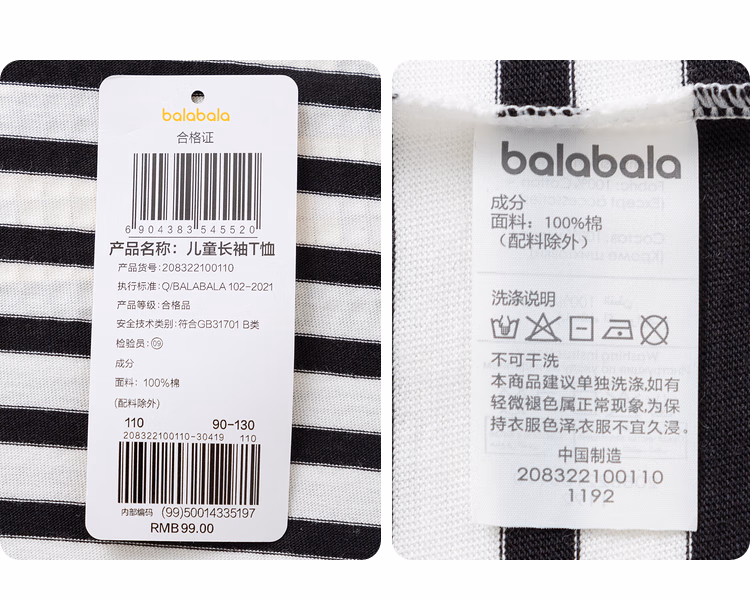 balabala
合格证
6 904383 545520
产品名称：儿童长袖T恤
产品货号:208322100110
执行标准:Q/BALABALA 102-2021
产品等级:合格品
安全技术类别:符合GB31701 B类
检验员:09
成分
面料：100%棉
(配料除外)
110 90-130
208322100110-30419 110
内部编码 (99)50014335197
RMB99.00
balabala
成分
面料：100%棉
（配料除外）
洗涤说明
不可干洗
本商品建议单独洗涤,如有
轻微褪色属正常现象,为保
持衣服色泽,衣服不宜久浸。
中国制造
208322100110
1192